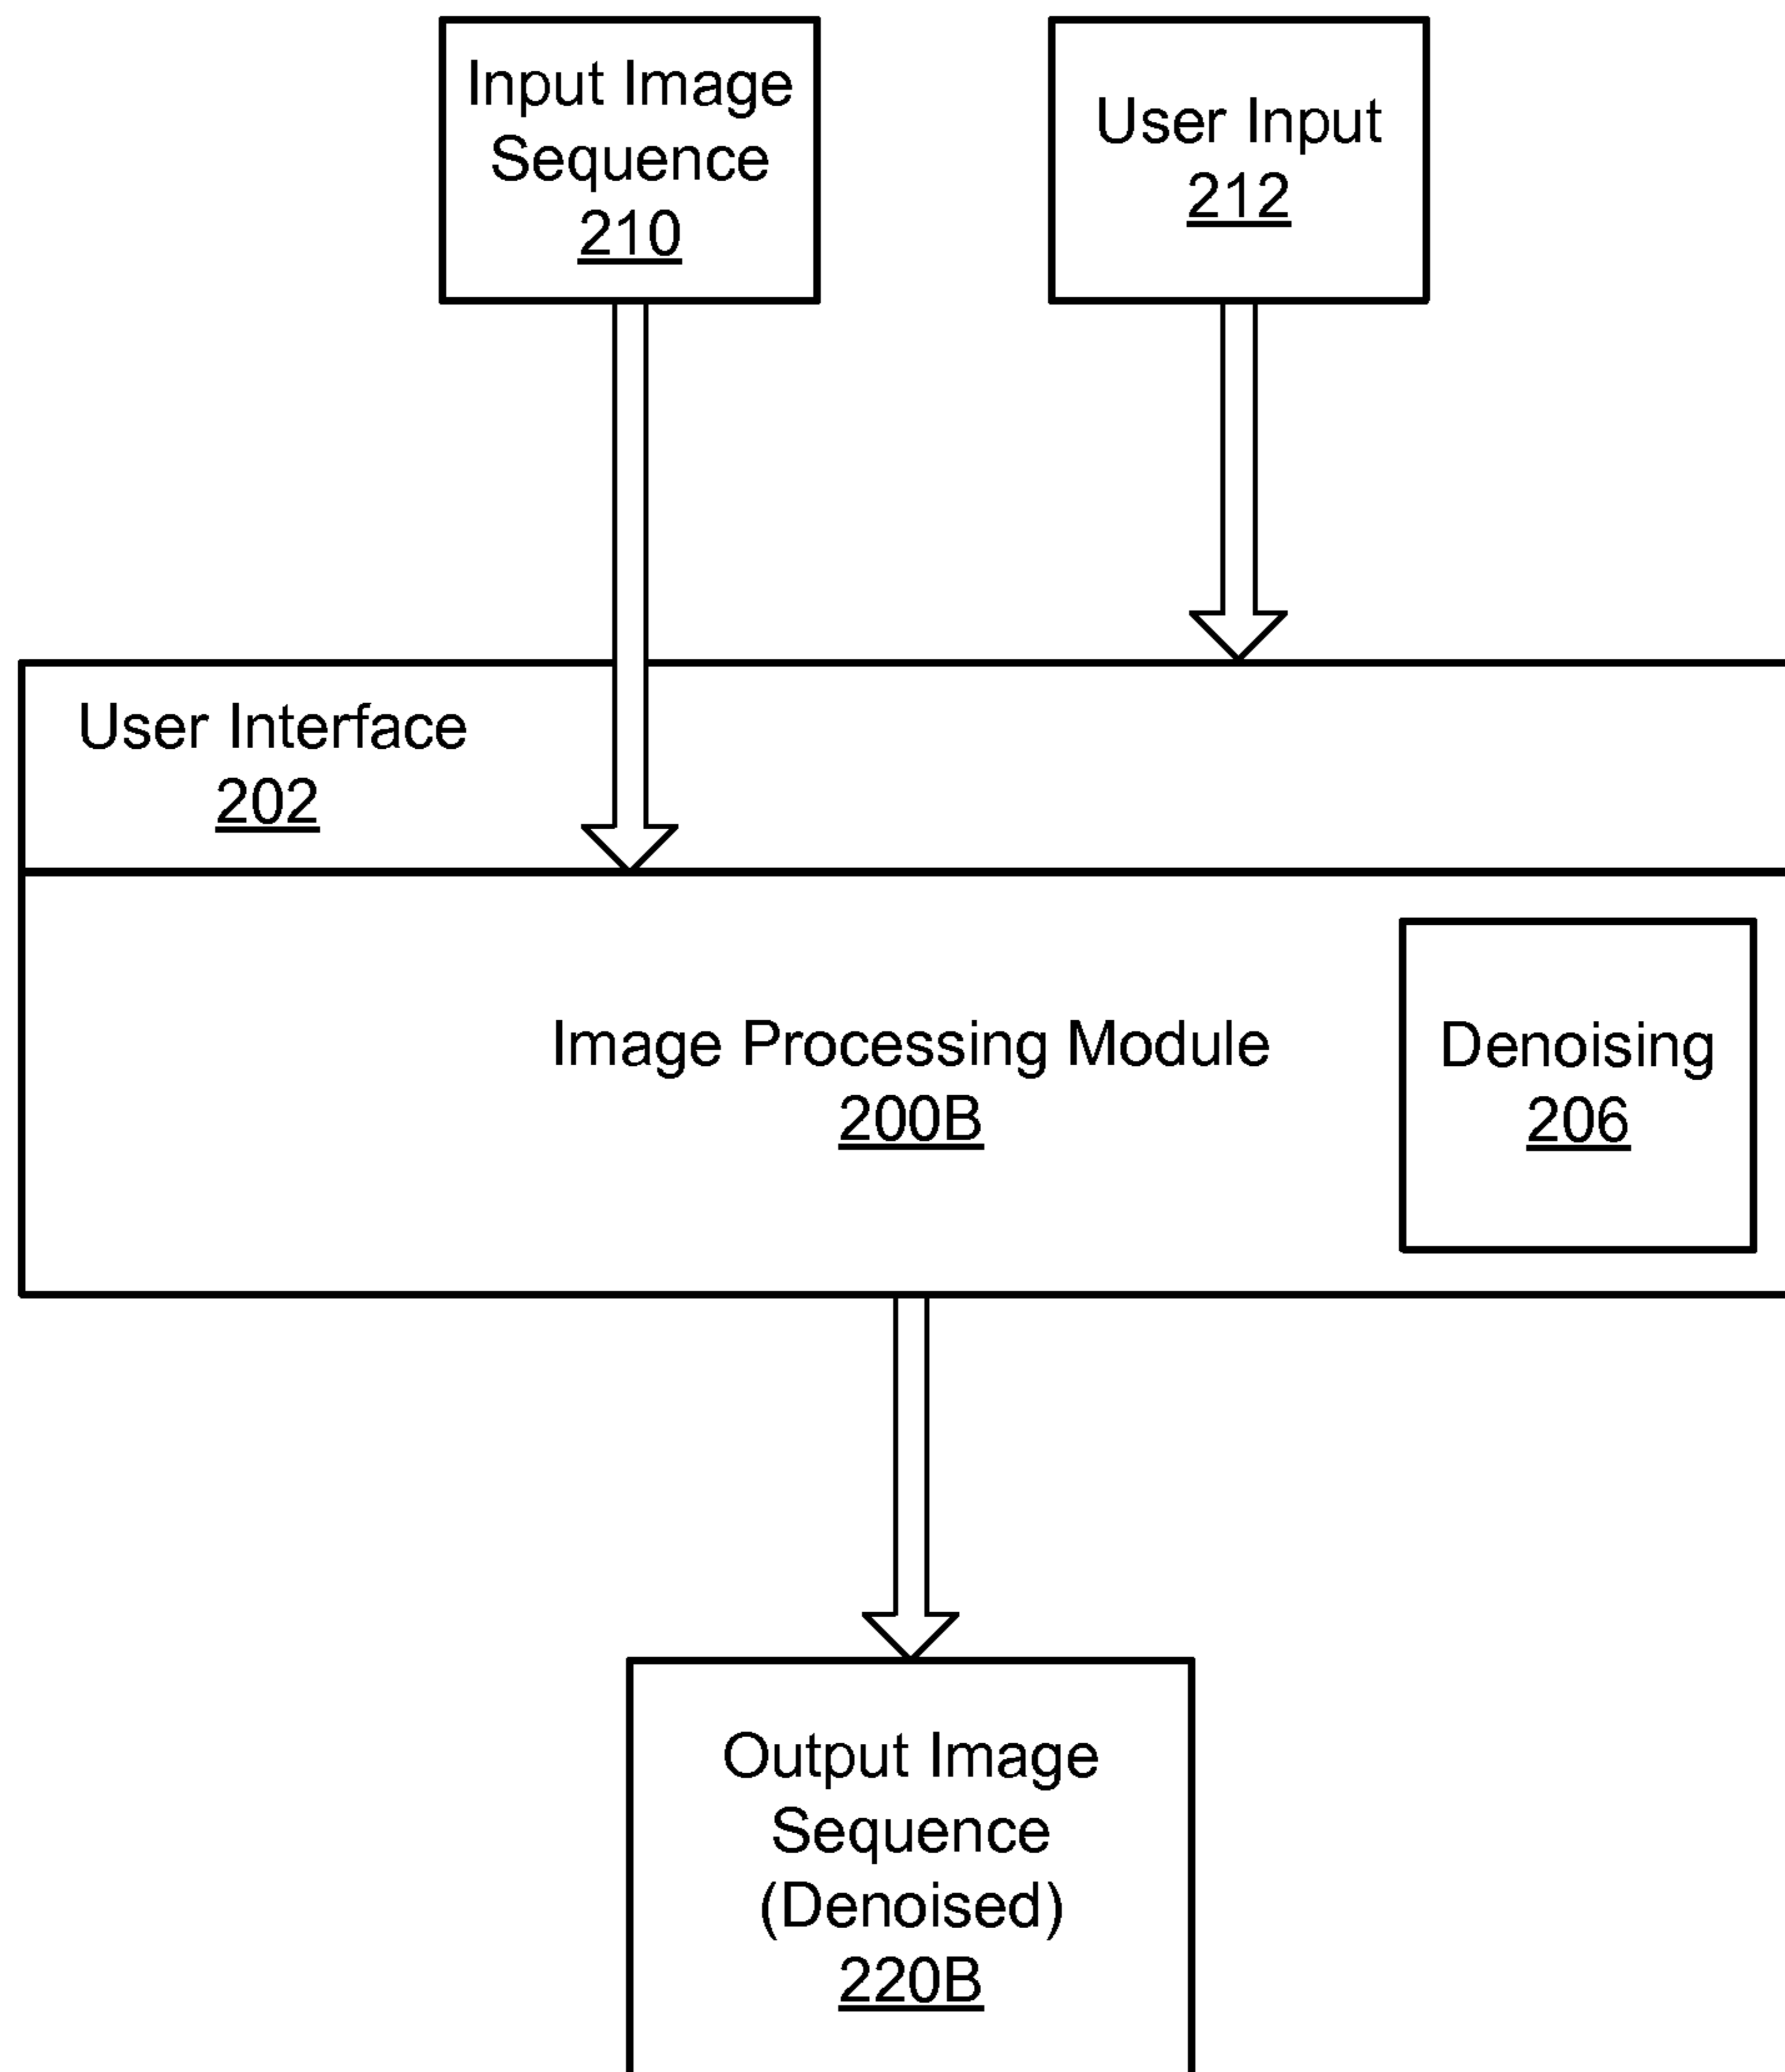 Input Image
Sequence
210
User Input
212
User Interface
202
Image Processing Module
200B
Denoising
206
Output Image
Sequence
(Denoised)
220B